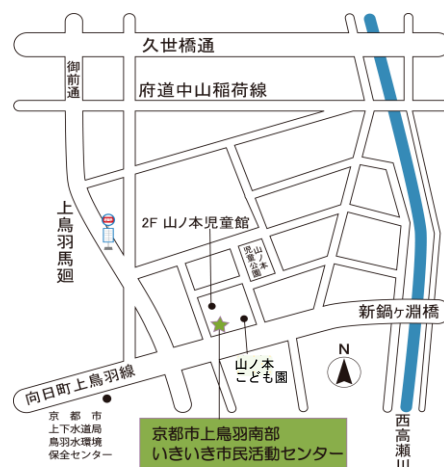 久世橋通
御前通
府道中山稲荷線
上鳥羽馬廻
2F 山ノ本児童館
山ノ本
児童公園
新鍋ヶ淵橋
山ノ本
こども園
向日町上鳥羽線
N
京都市
上下水道局
鳥羽水環境
保全センター
京都市上鳥羽南部
いきいき市民活動センター
西高瀬川